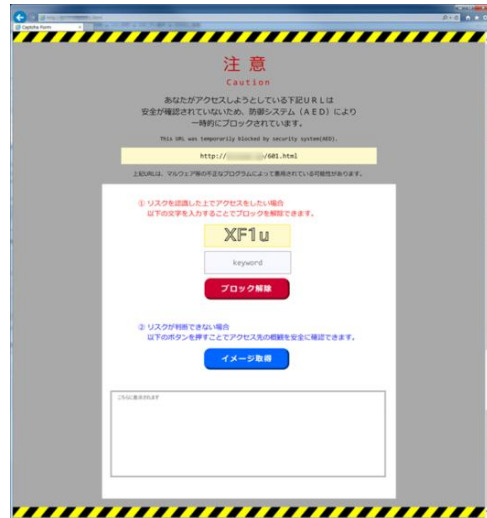 Captcha Form
注意
Caution
あなたがアクセスしようとしている下記URLは
安全が確認されていないため、防御システム（AED）により
一時的にブロックされています。
This URL was temporarily blocked by security system(AED).
http:// /601.html
上記URLは、マルウェア等の不正なプログラムによって悪用されている可能性があります。
① リスクを認識した上でアクセスをしたい場合
以下の文字を入力することでブロックを解除できます。
XF1u
keyword
ブロック解除
② リスクが判断できない場合
以下のボタンを押すことでアクセス先の概観を安全に確認できます。
イメージ取得
こちらに表示されます